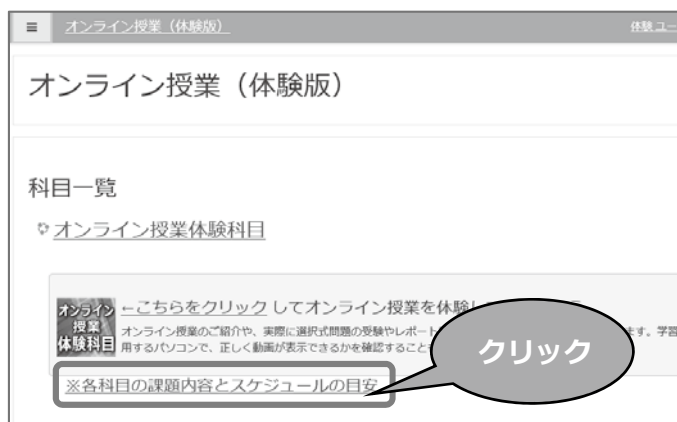 ≡ オンライン授業（体験版） 体験 ユー
オンライン授業（体験版）
科目一覧
オンライン授業体験科目
オンライン授業体験科目
←こちらをクリック してオンライン授業を体験し
オンライン授業のご紹介や、実際に選択式問題の受験やレポート ます。学習
用するパソコンで、正しく動画が表示できるかを確認すること
クリック
※各科目の課題内容とスケジュールの目安